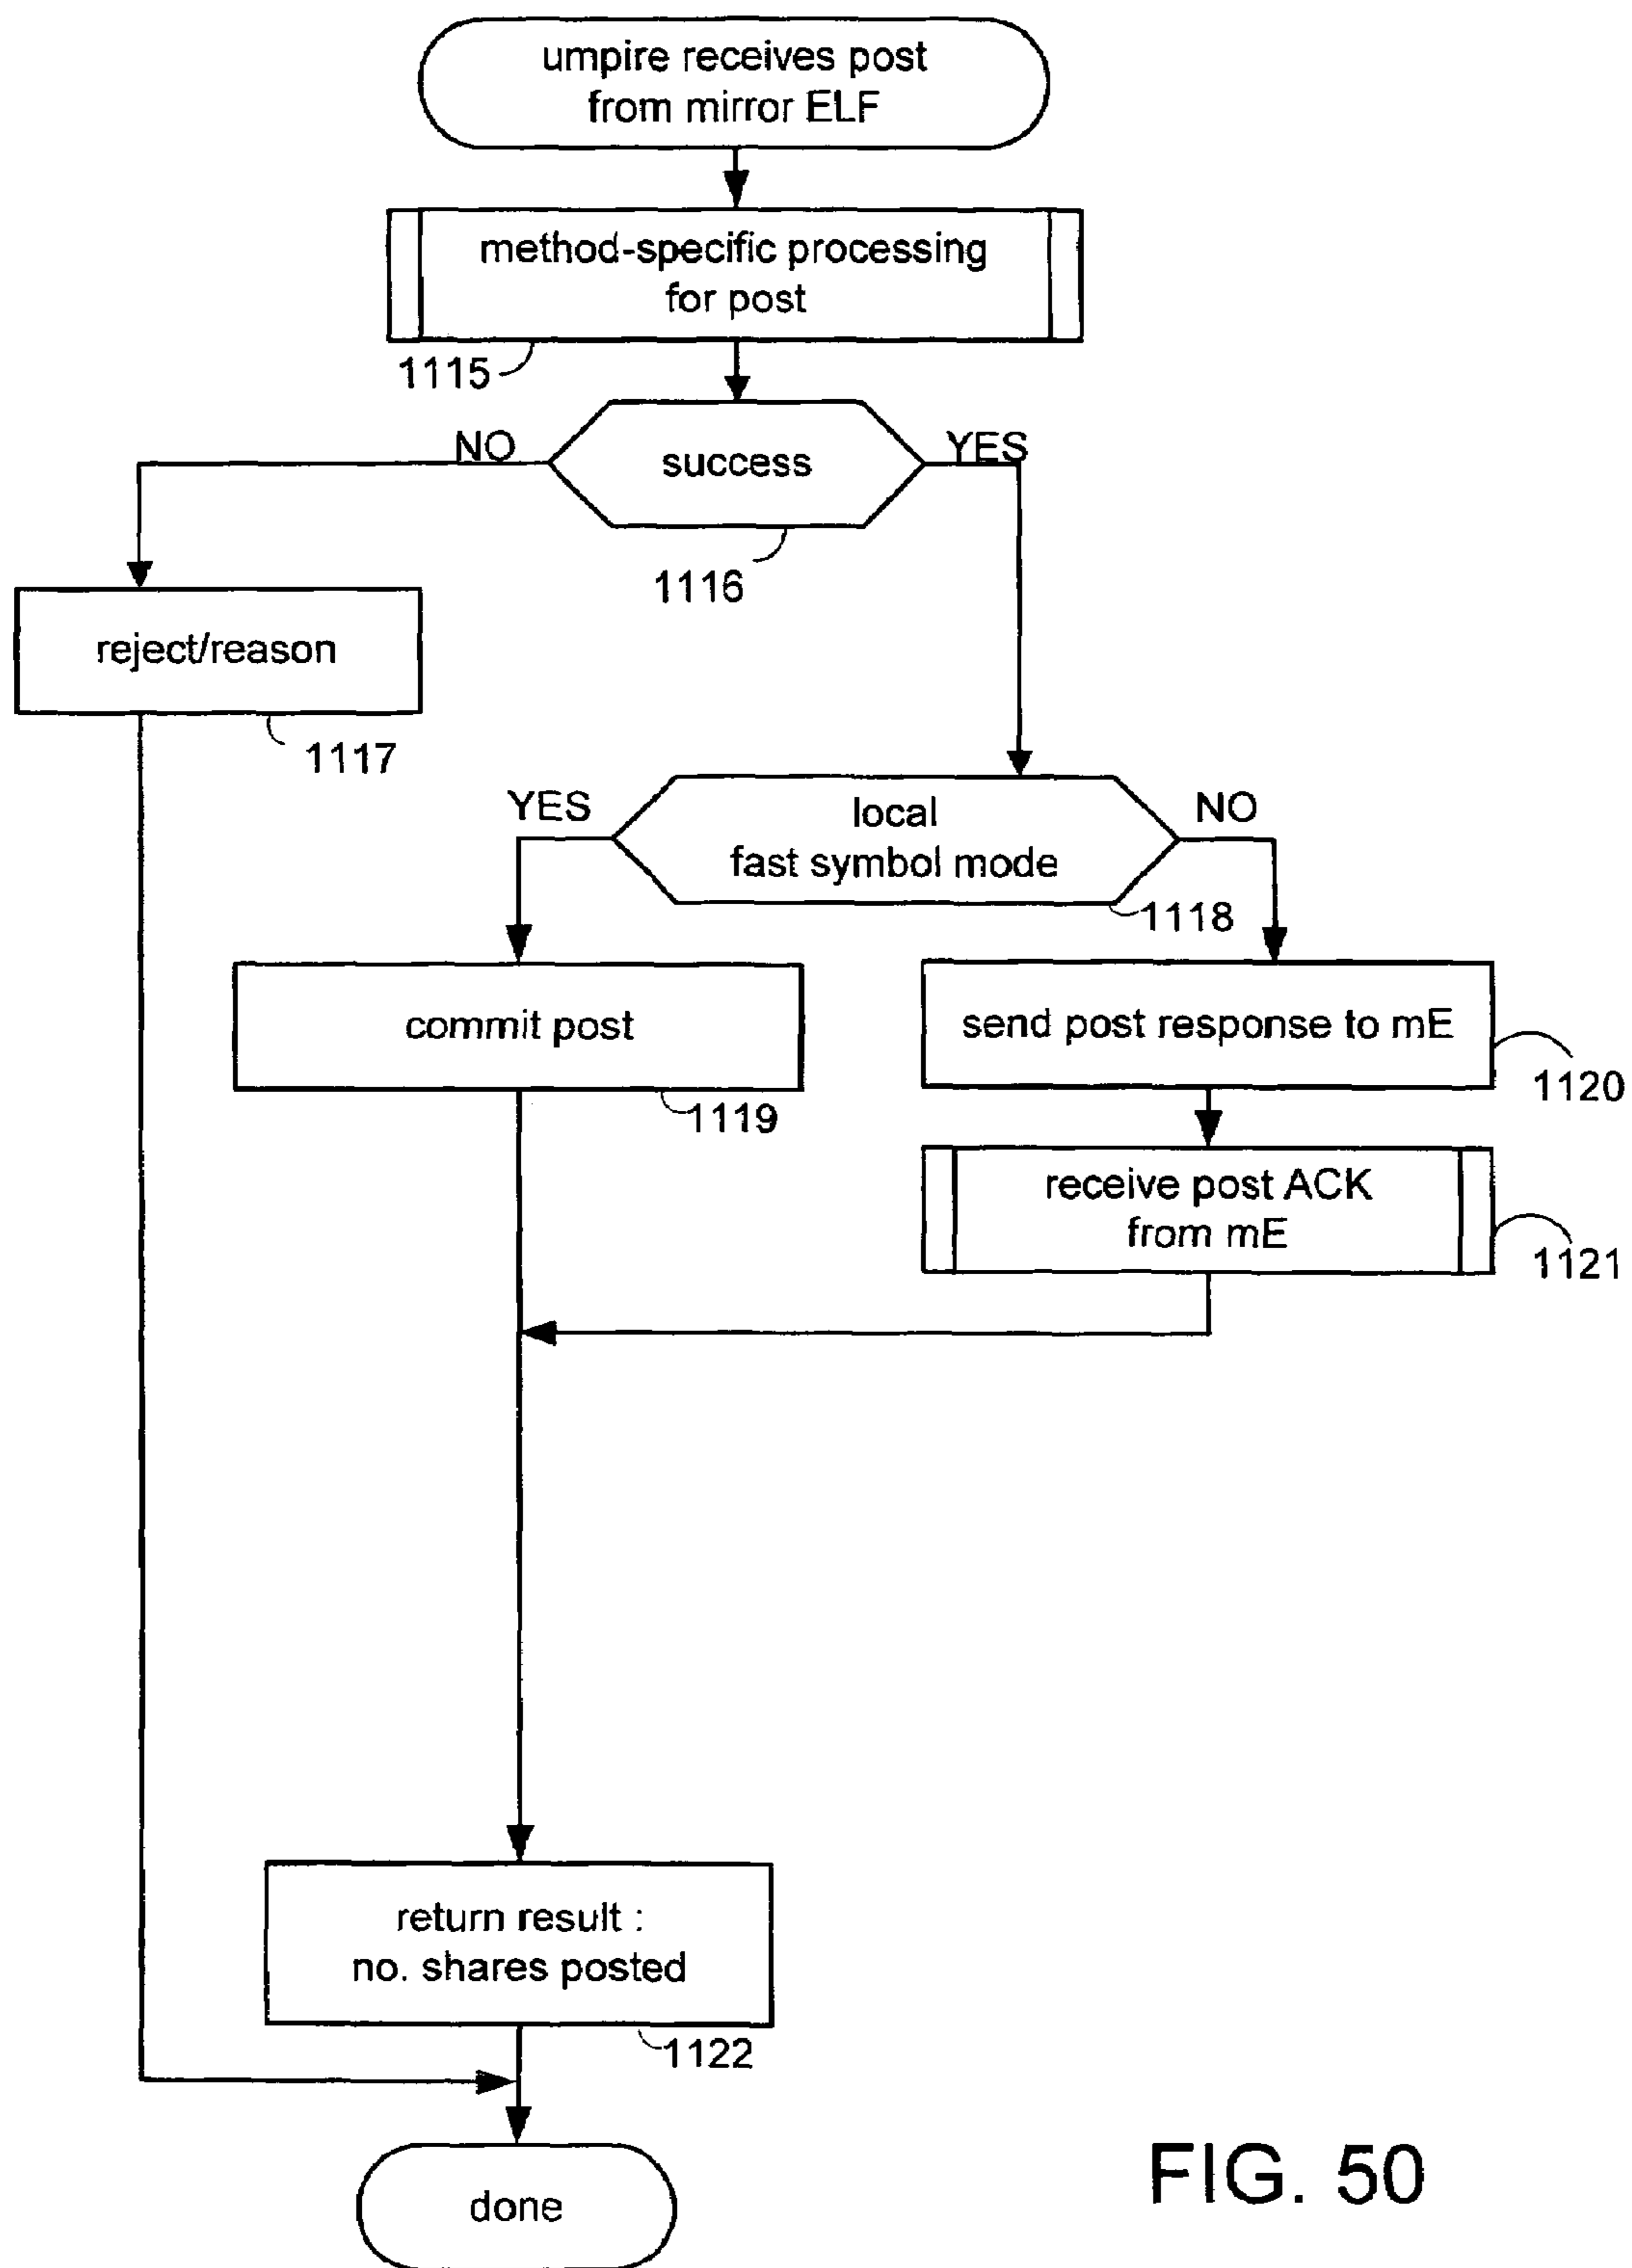 umpire receives post
from mirror ELF
method-specific processing
for post
1115
NO
success
YES
1116
reject/reason
1117
YES
local
fast symbol mode
NO
1118
commit post
1119
send post response to mE
1120
receive post ACK
from mE
1121
return result :
no. shares posted
1122
done
FIG. 50